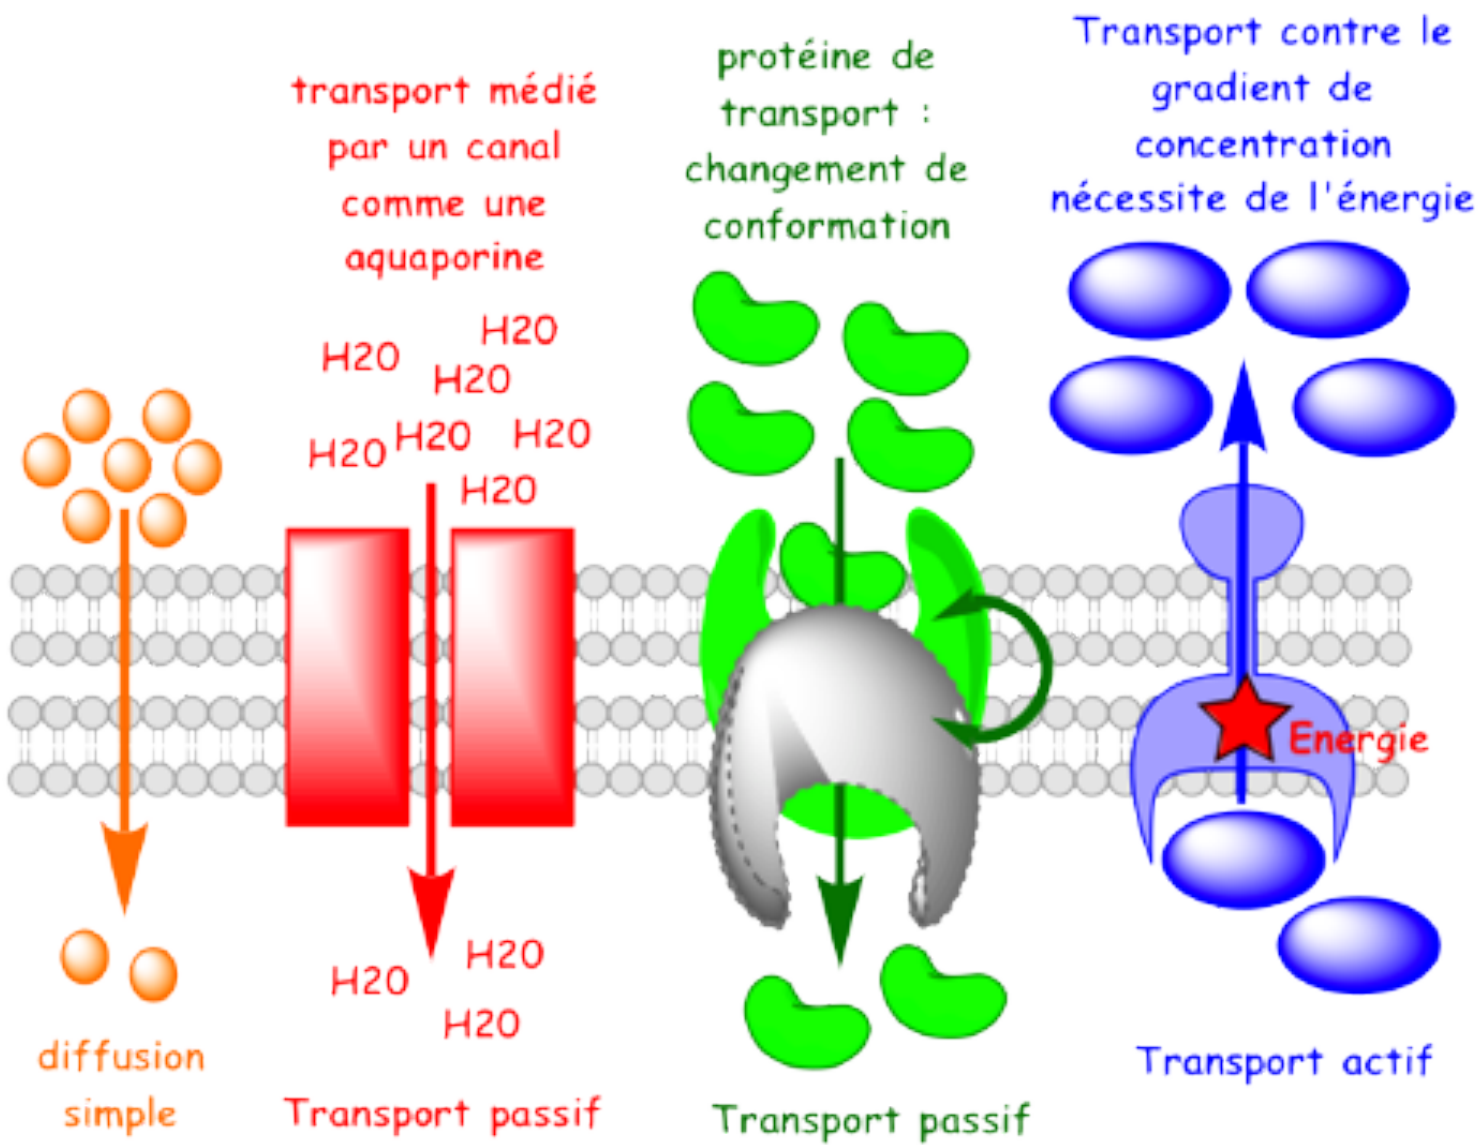 transport médié
par un canal
comme une
aquaporine
protéine de
transport :
changement de
conformation
Transport contre le
gradient de
concentration
nécessite de l'énergie
H2O
H2O
H2O
H2O
H2O
H2O
H2O
Energie
H2O
H2O
H2O
diffusion
simple
Transport passif
Transport passif
Transport actif